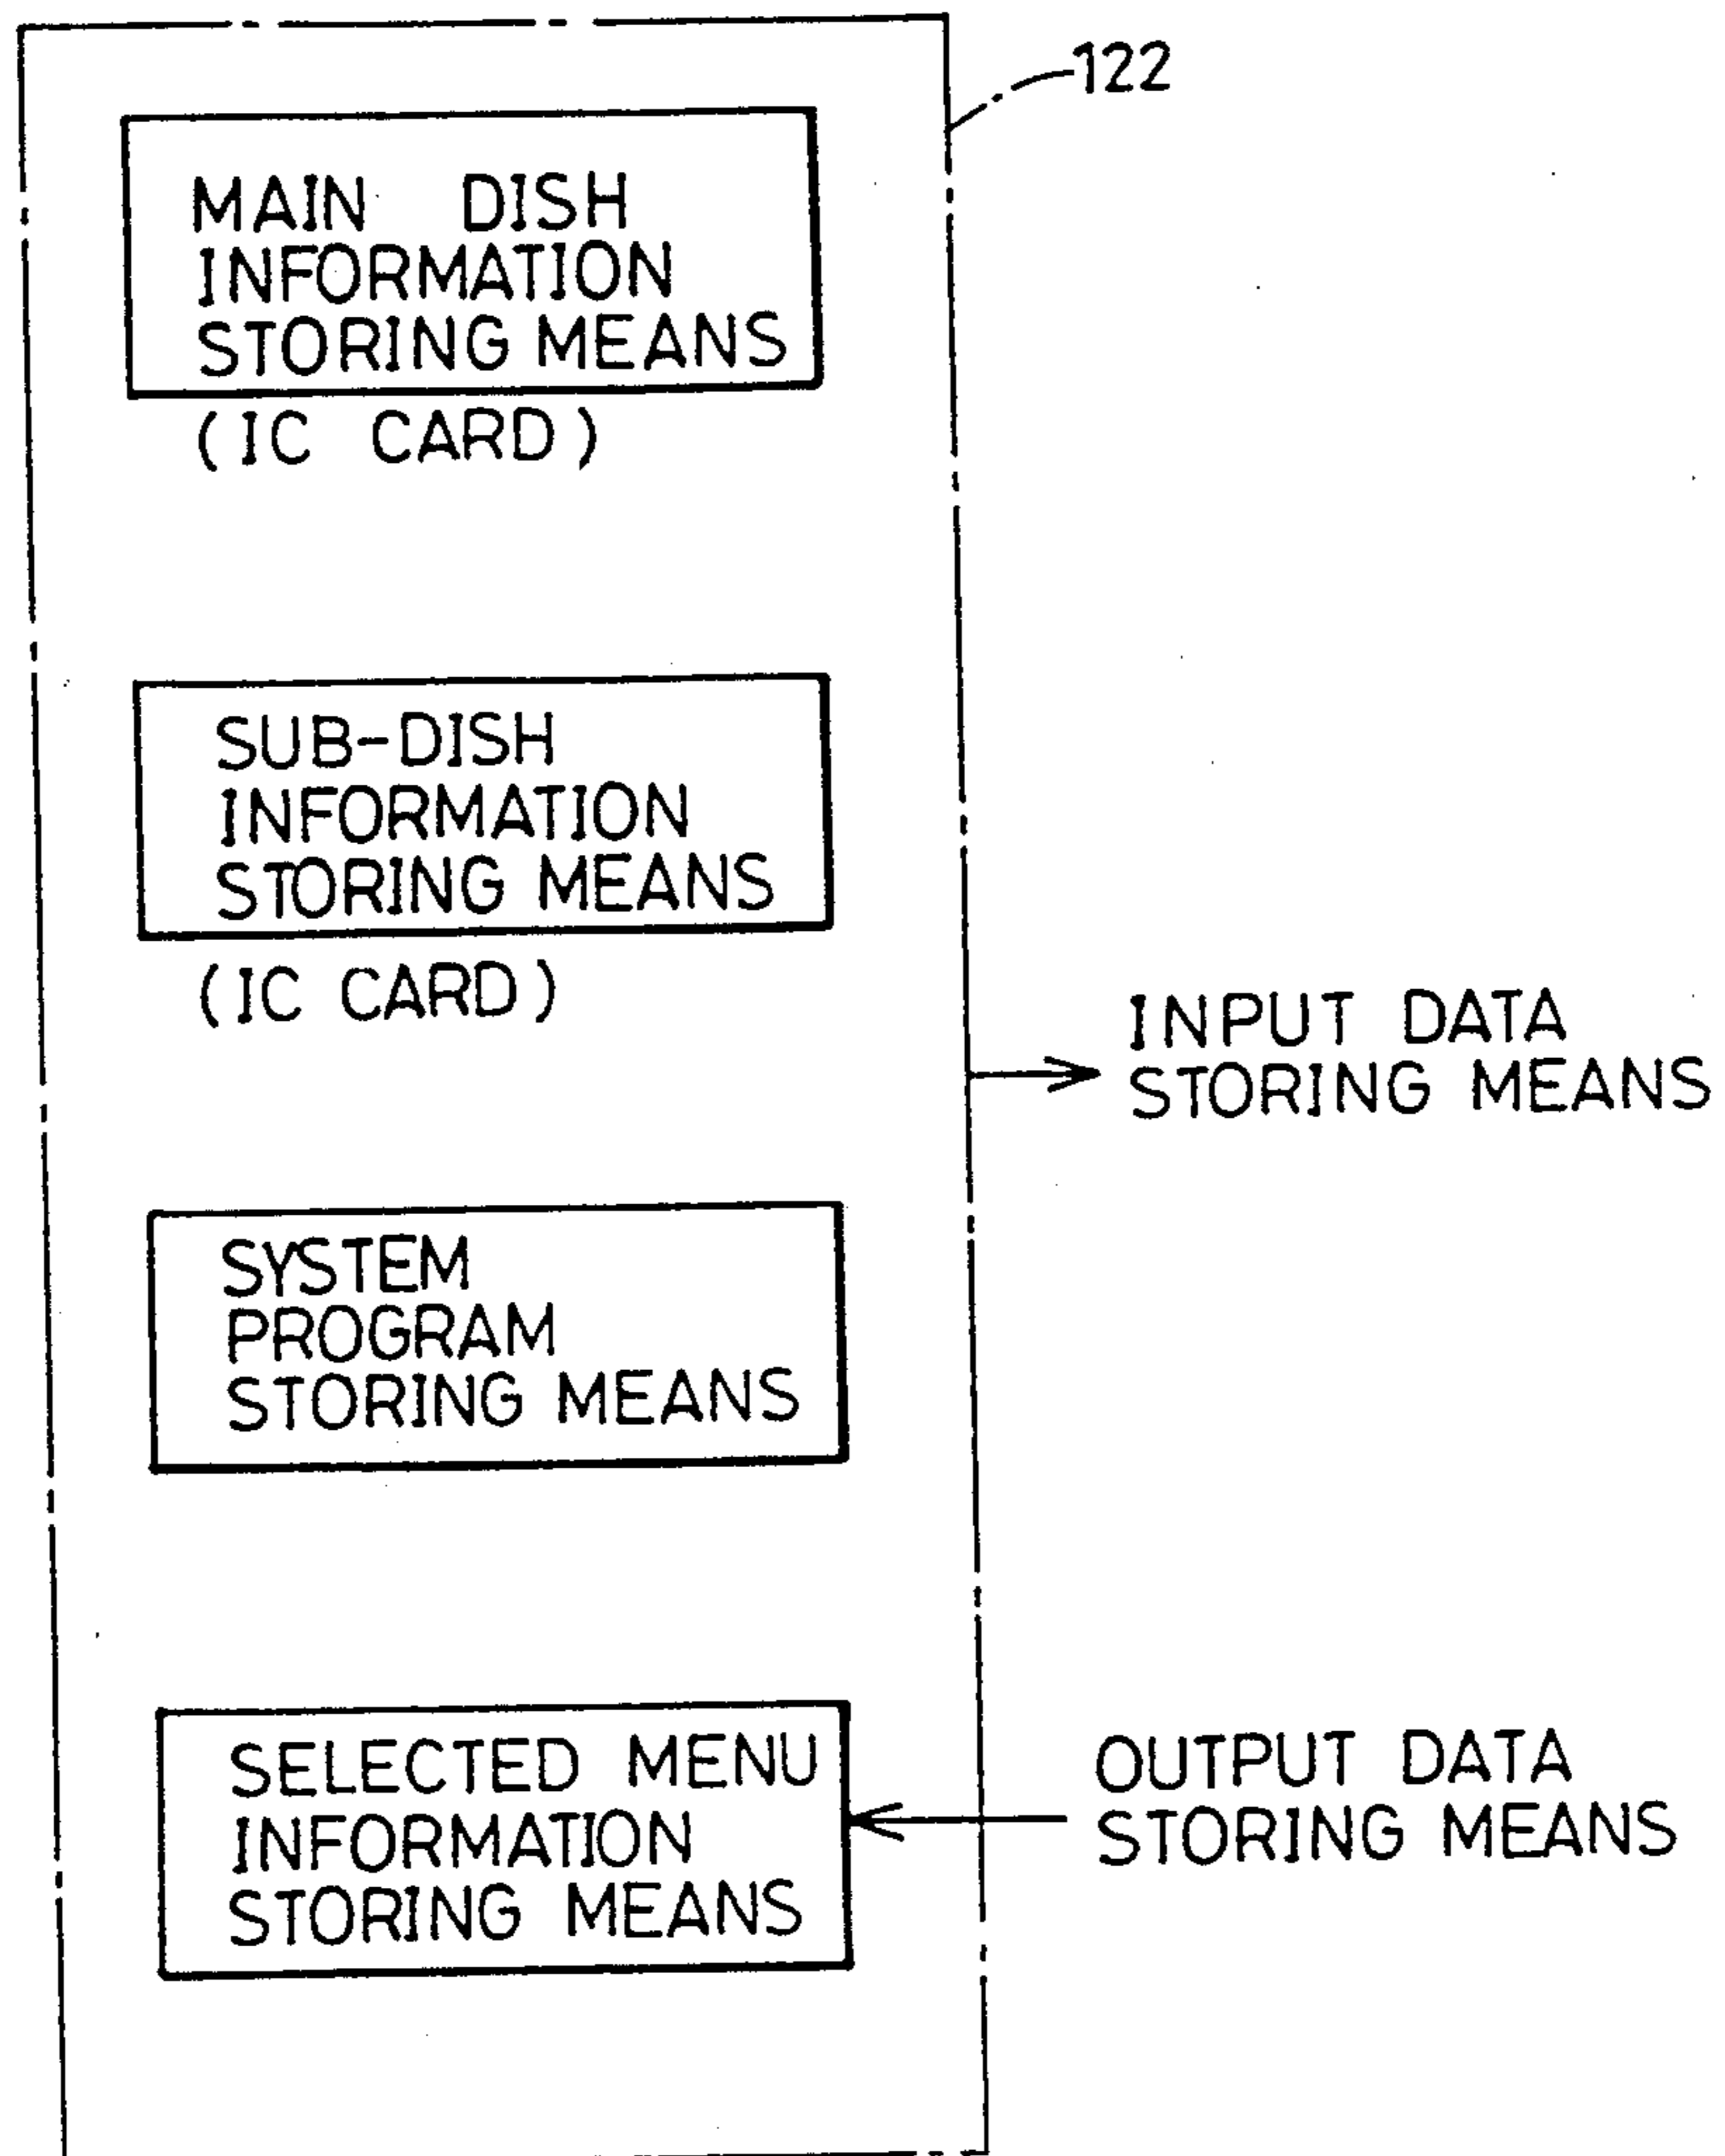 122
MAIN DISH
INFORMATION
STORING MEANS
(IC CARD)
SUB-DISH
INFORMATION
STORING MEANS
(IC CARD)
INPUT DATA
STORING MEANS
SYSTEM
PROGRAM
STORING MEANS
SELECTED MENU
INFORMATION
STORING MEANS
OUTPUT DATA
STORING MEANS